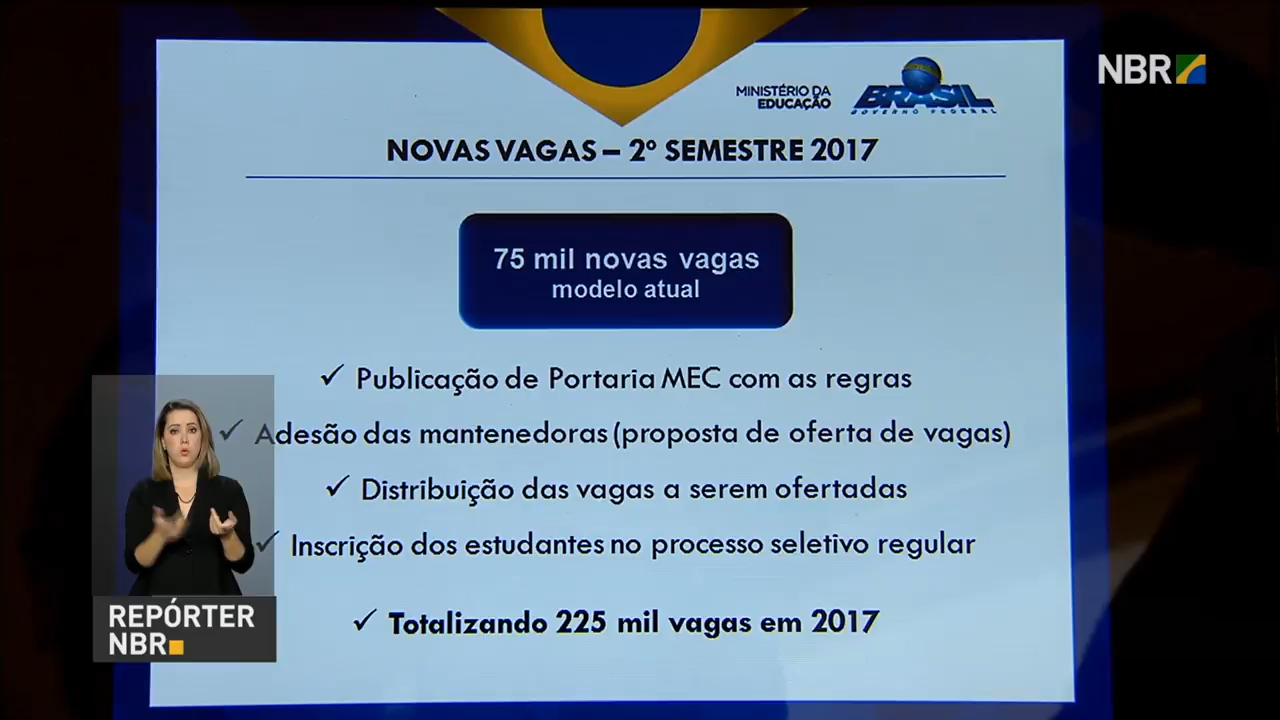 NBR
MINISTÉRIO DA
EDUCAÇÃO
BRASIL
GOVERNO FEDERAL
NOVAS VAGAS – 2º SEMESTRE 2017
75 mil novas vagas
modelo atual
✓ Publicação de Portaria MEC com as regras
✓ Adesão das mantenedoras (proposta de oferta de vagas)
✓ Distribuição das vagas a serem ofertadas
✓ Inscrição dos estudantes no processo seletivo regular
✓ Totalizando 225 mil vagas em 2017
REPÓRTER
NBR